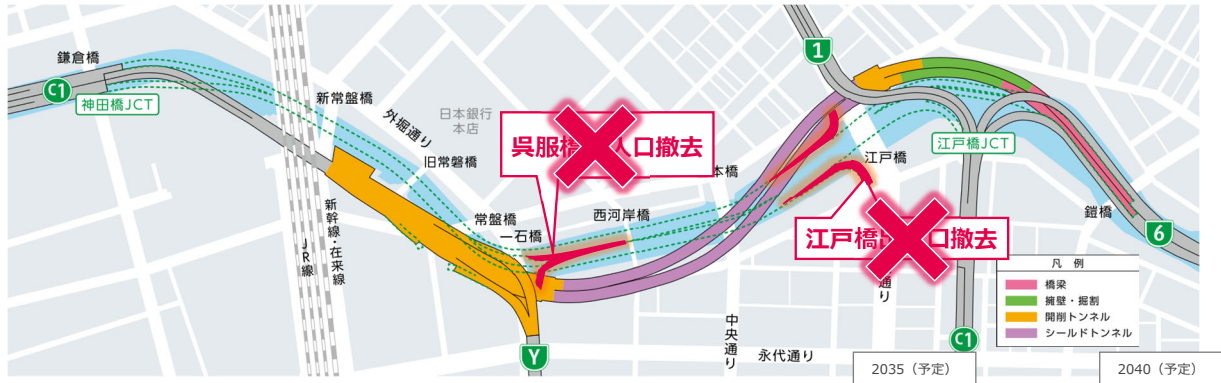 鎌倉橋
C1
神田橋JCT
新常盤橋
外堀通り
日本銀行
本店
旧常盤橋
常盤橋
一石橋
新幹線・在来線
JR線
呉服橋
入口撤去
西河岸橋
本橋
1
江戸橋
江戸橋JCT
江戸橋
口撤去
鎧橋
6
通り
中央通り
永代通り
Y
C1
凡 例
橋梁
擁壁・掘割
開削トンネル
シールドトンネル
2035（予定）
2040（予定）